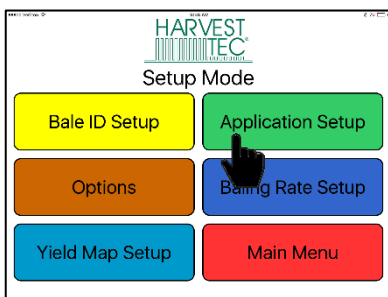 HARVEST
TEC
Setup Mode
Bale ID Setup
Application Setup
Options
Baling Rate Setup
Yield Map Setup
Main Menu